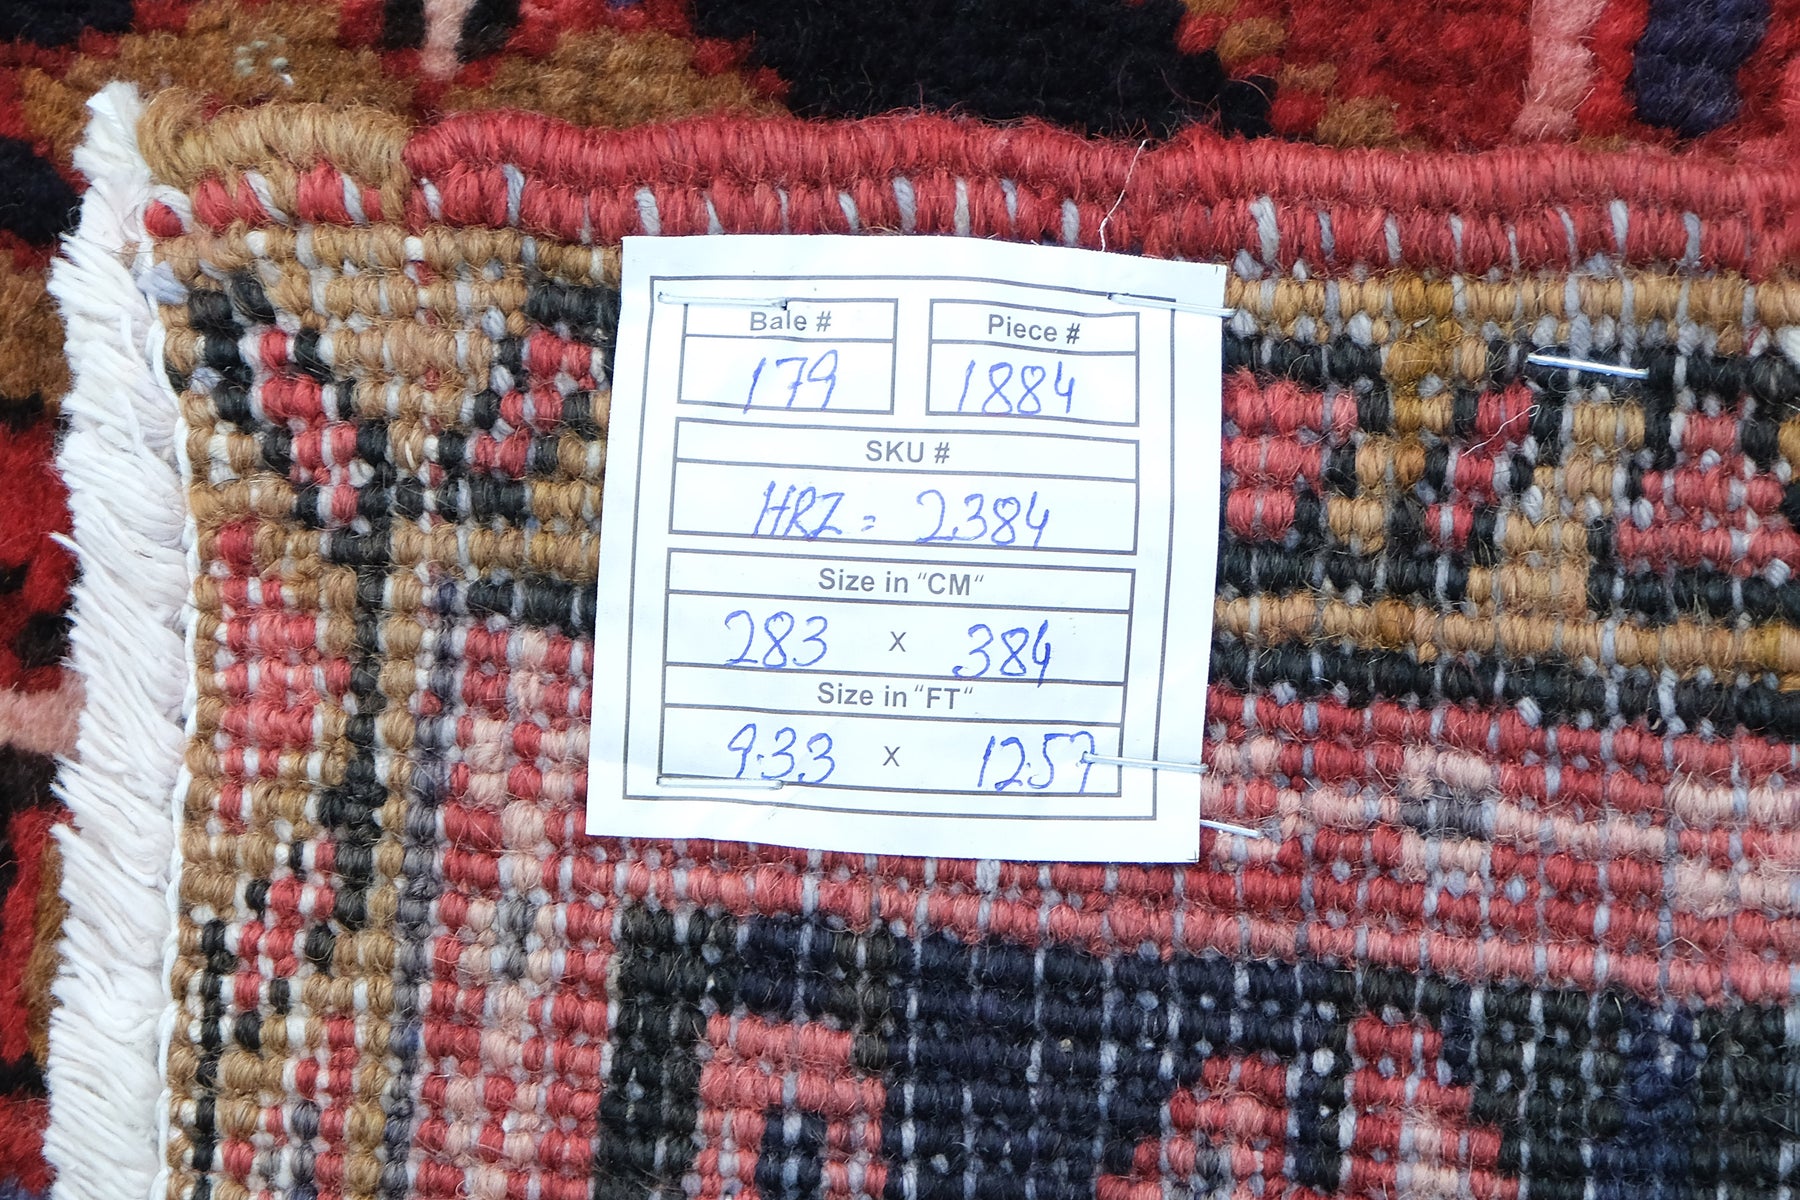 Bale # Piece #
179 1884
SKU #
HRZ = 2384
Size in "CM"
283 x 384
Size in "FT"
9.33 x 12.57